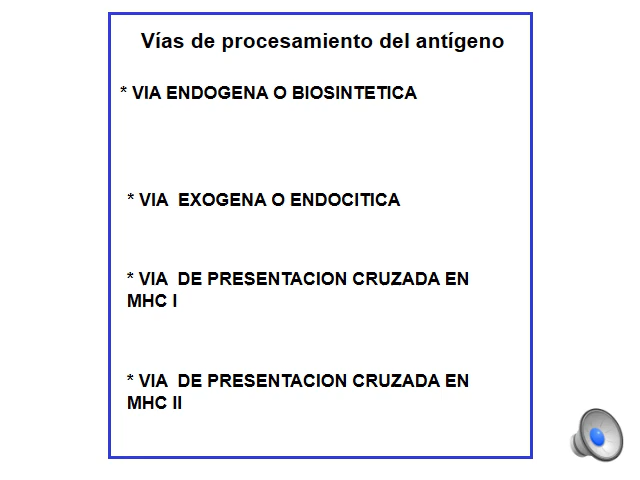 Vías de procesamiento del antígeno
* VIA ENDOGENA O BIOSINTETICA
* VIA  EXOGENA O ENDOCITICA
* VIA  DE PRESENTACION CRUZADA EN
MHC I
* VIA  DE PRESENTACION CRUZADA EN
MHC II